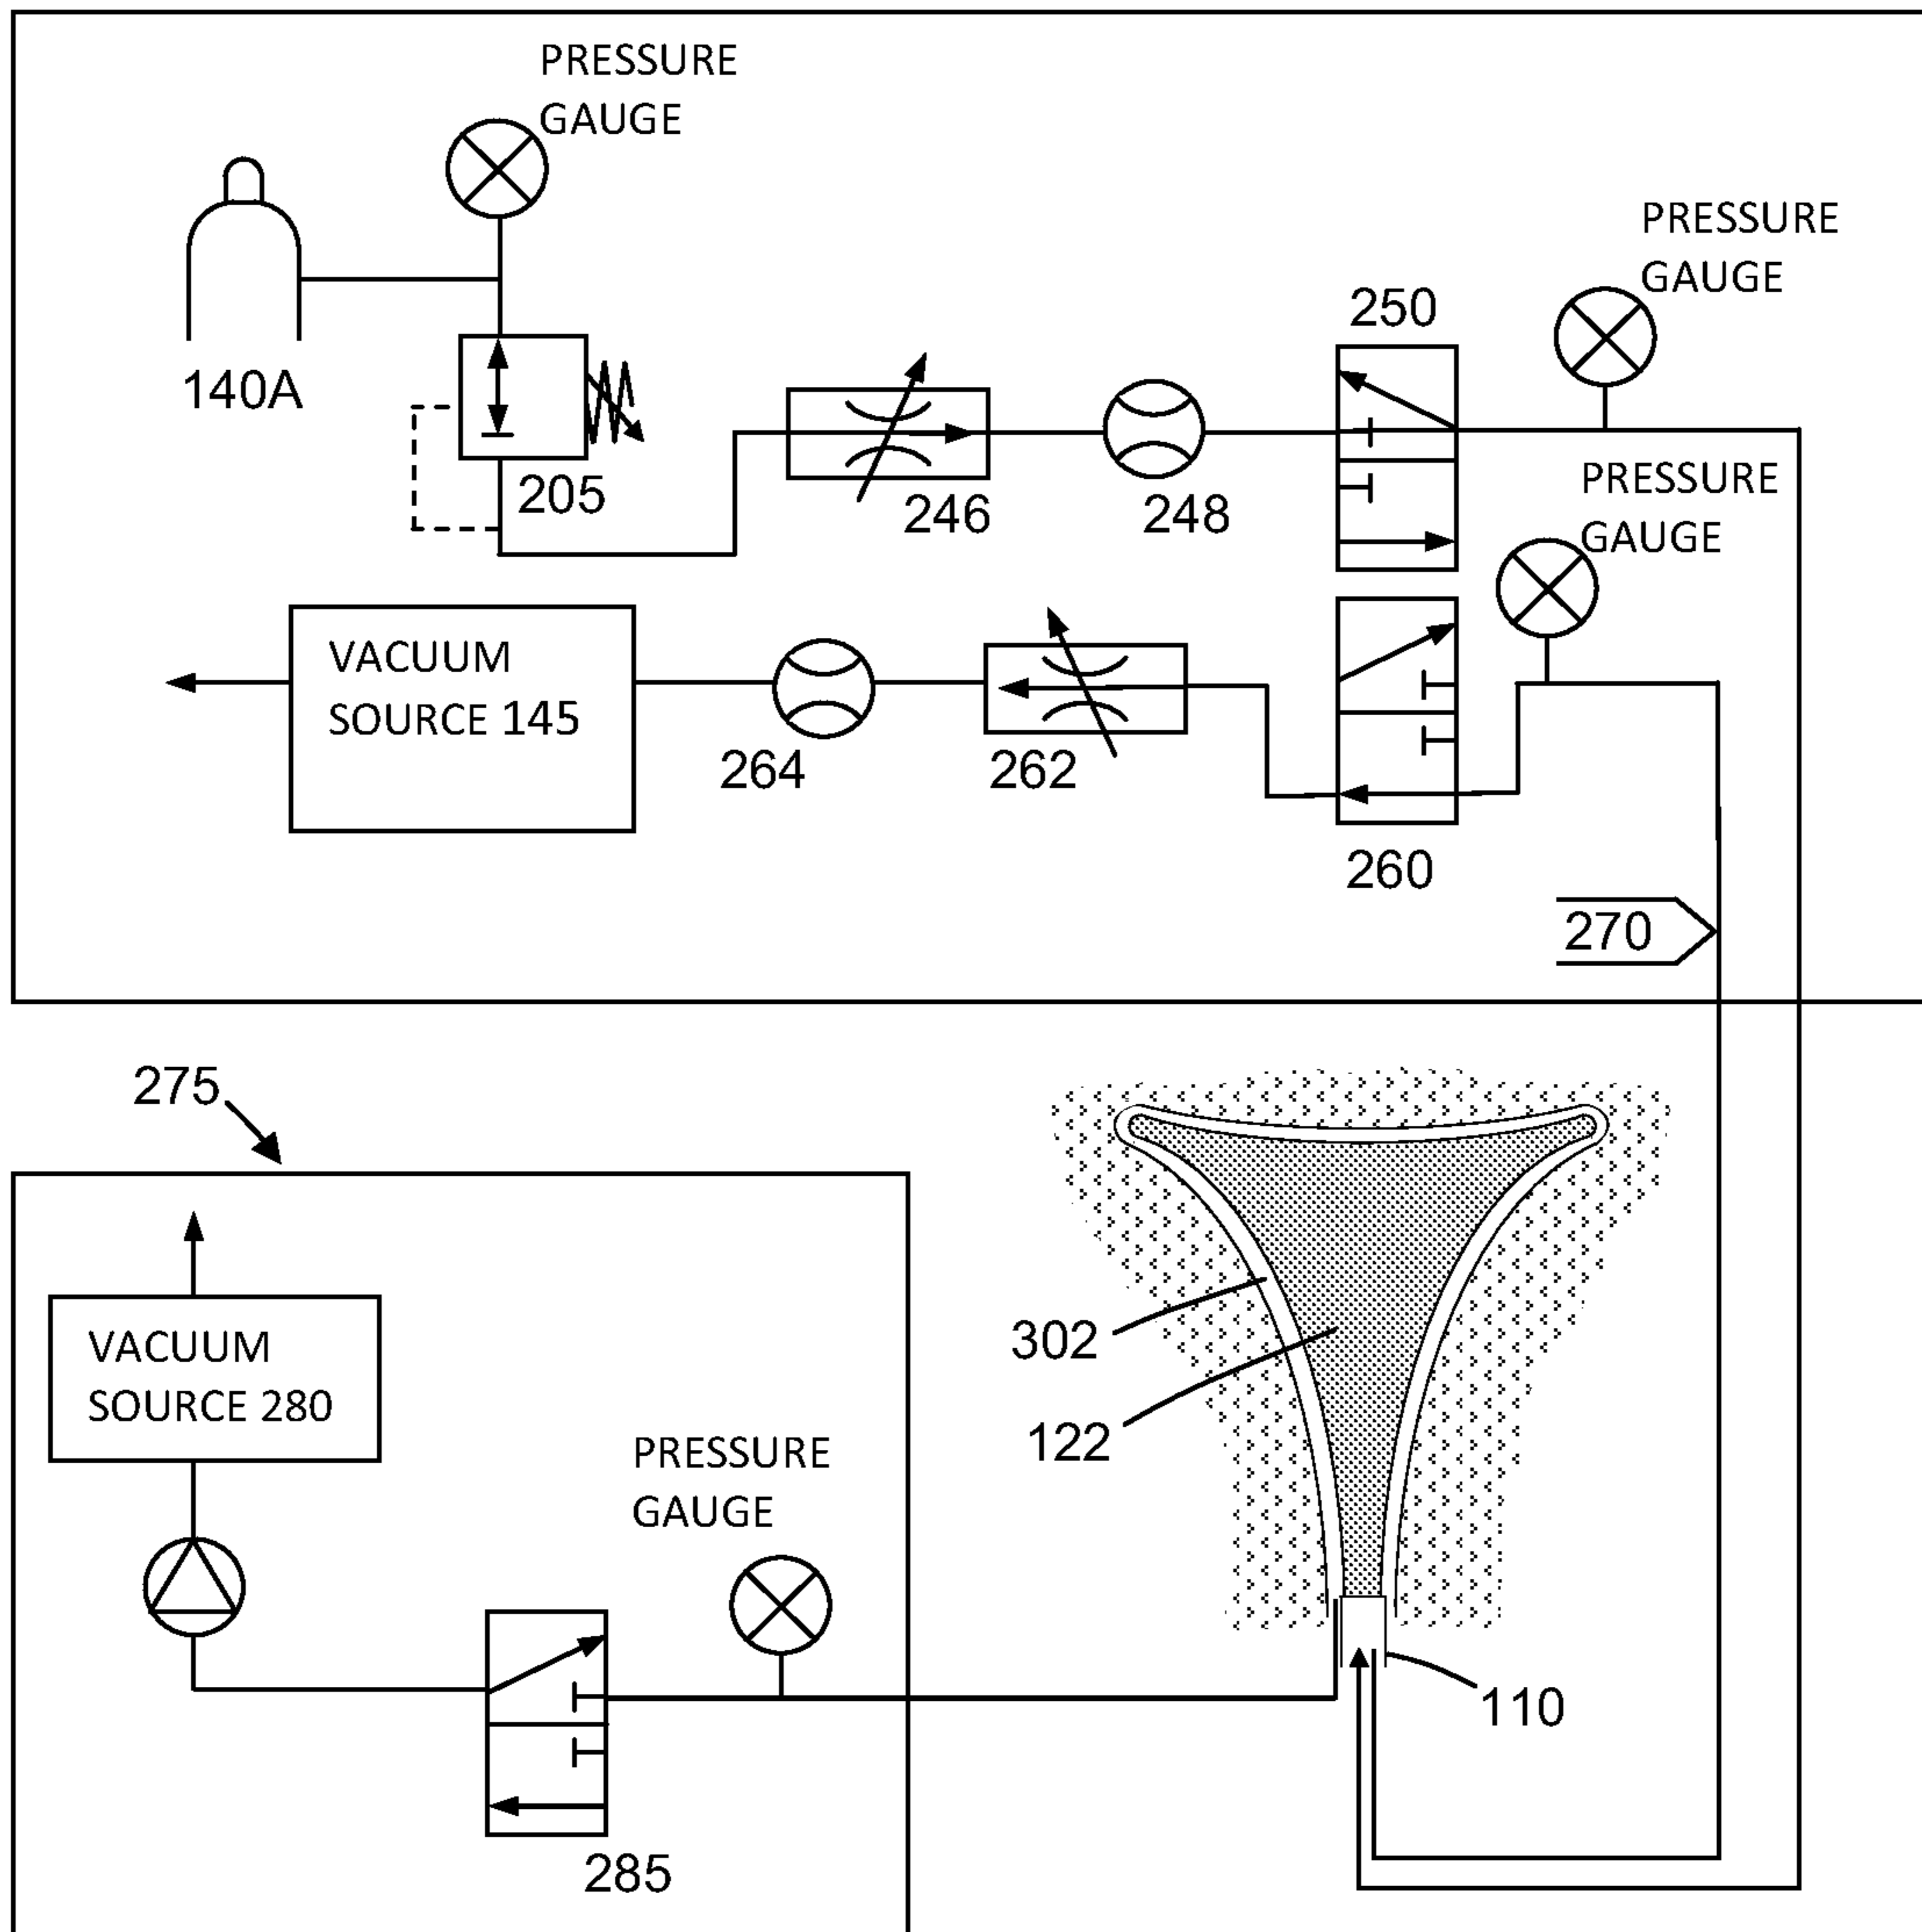 PRESSURE
GAUGE
140A
205
246
248
250
PRESSURE
GAUGE
PRESSURE
GAUGE
VACUUM
SOURCE 145
264
262
260
270
275
VACUUM
SOURCE 280
PRESSURE
GAUGE
285
302
122
110